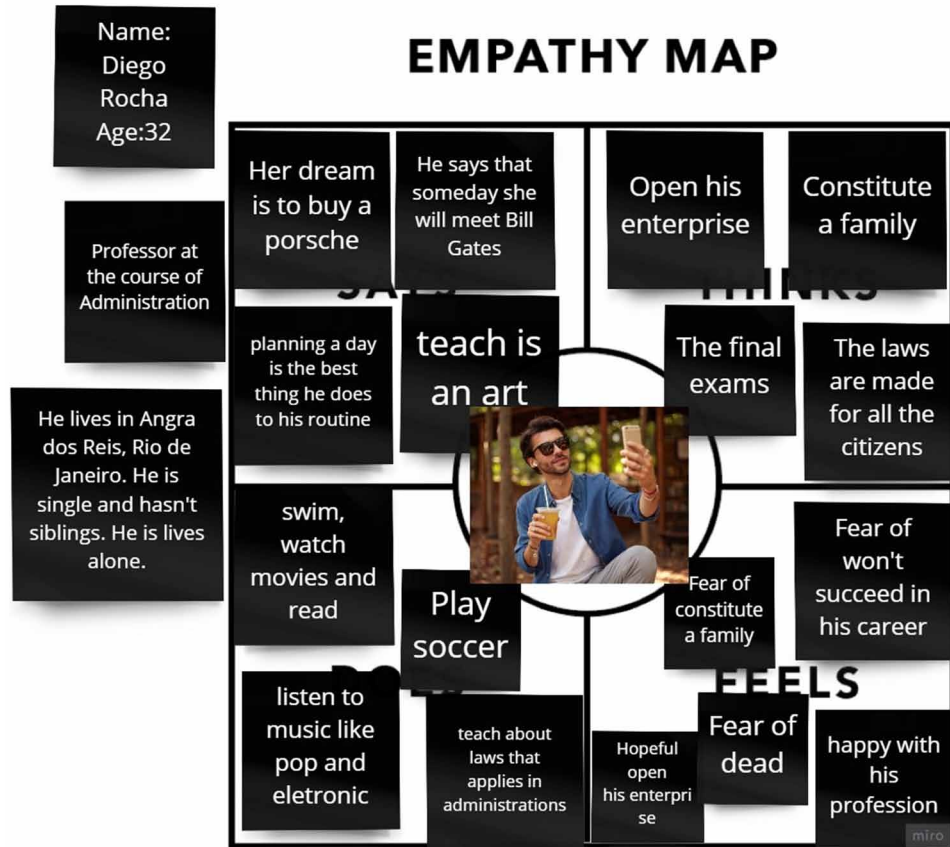 Name:
Diego
Rocha
Age:32
EMPATHY MAP
Professor at
the course of
Administration
He lives in Angra
dos Reis, Rio de
Janeiro. He is
single and hasn't
siblings. He is lives
alone.
SAYS
Her dream
is to buy a
porsche
He says that
someday she
will meet Bill
Gates
planning a day
is the best
thing he does
to his routine
teach is
an art
THINKS
Open his
enterprise
Constitute
a family
The final
exams
The laws
are made
for all the
citizens
DOES
swim,
watch
movies and
read
Play
soccer
listen to
music like
pop and
eletronic
teach about
laws that
applies in
administrations
FEELS
Fear of
constitute
a family
Fear of
won't
succeed in
his career
Hopeful
open
his enterpri
se
Fear of
dead
happy with
his
profession
miro